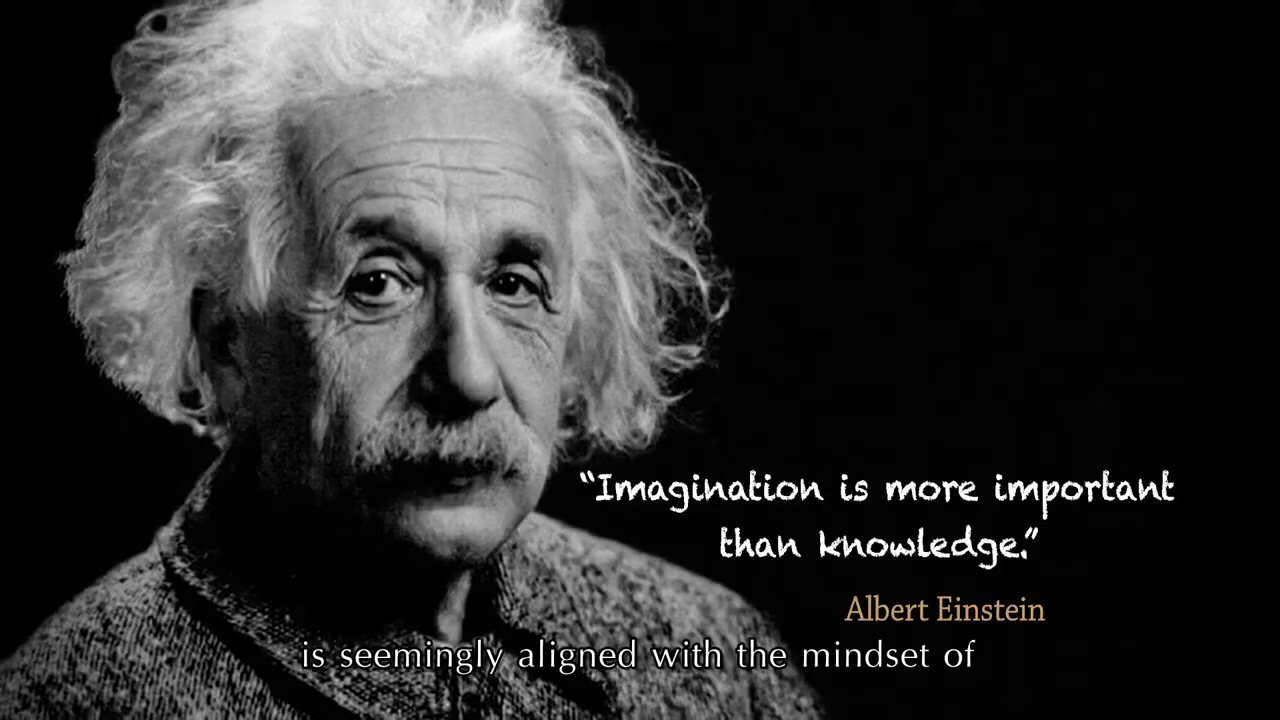 “Imagination is more important
than knowledge.”
Albert Einstein
is seemingly aligned with the mindset of